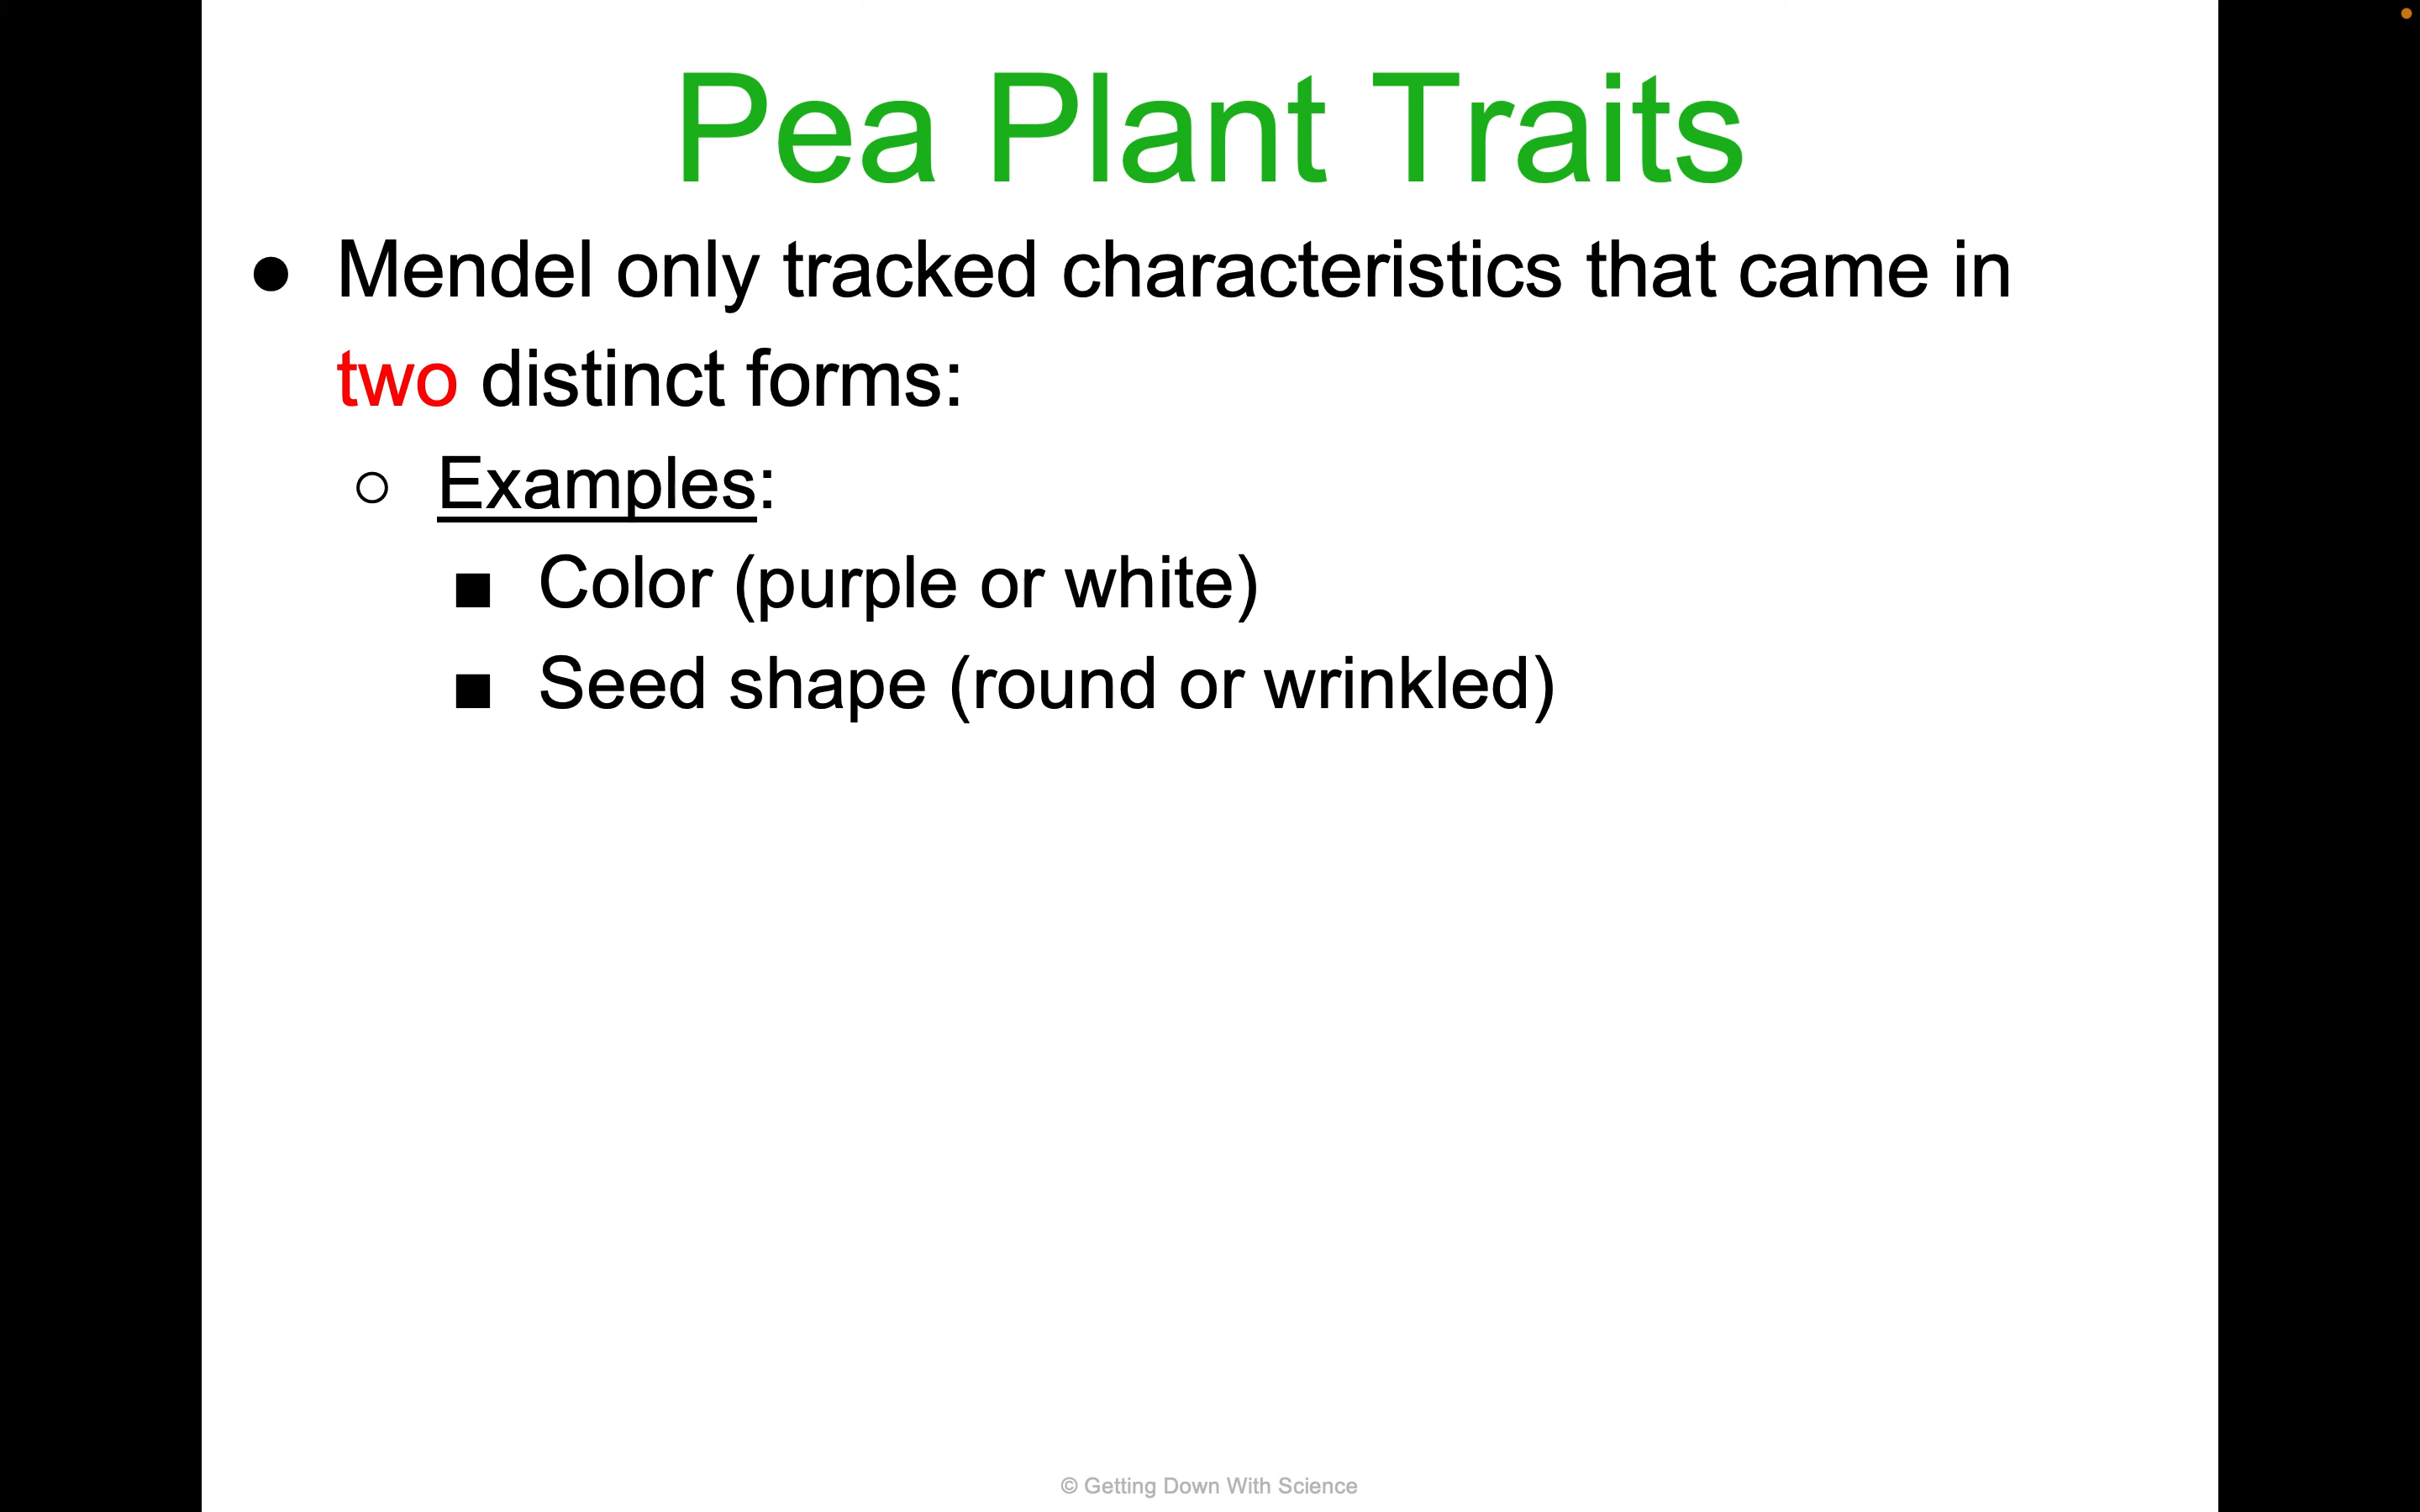 Pea Plant Traits
● Mendel only tracked characteristics that came in
two distinct forms:
○ Examples:
■ Color (purple or white)
■ Seed shape (round or wrinkled)
© Getting Down With Science